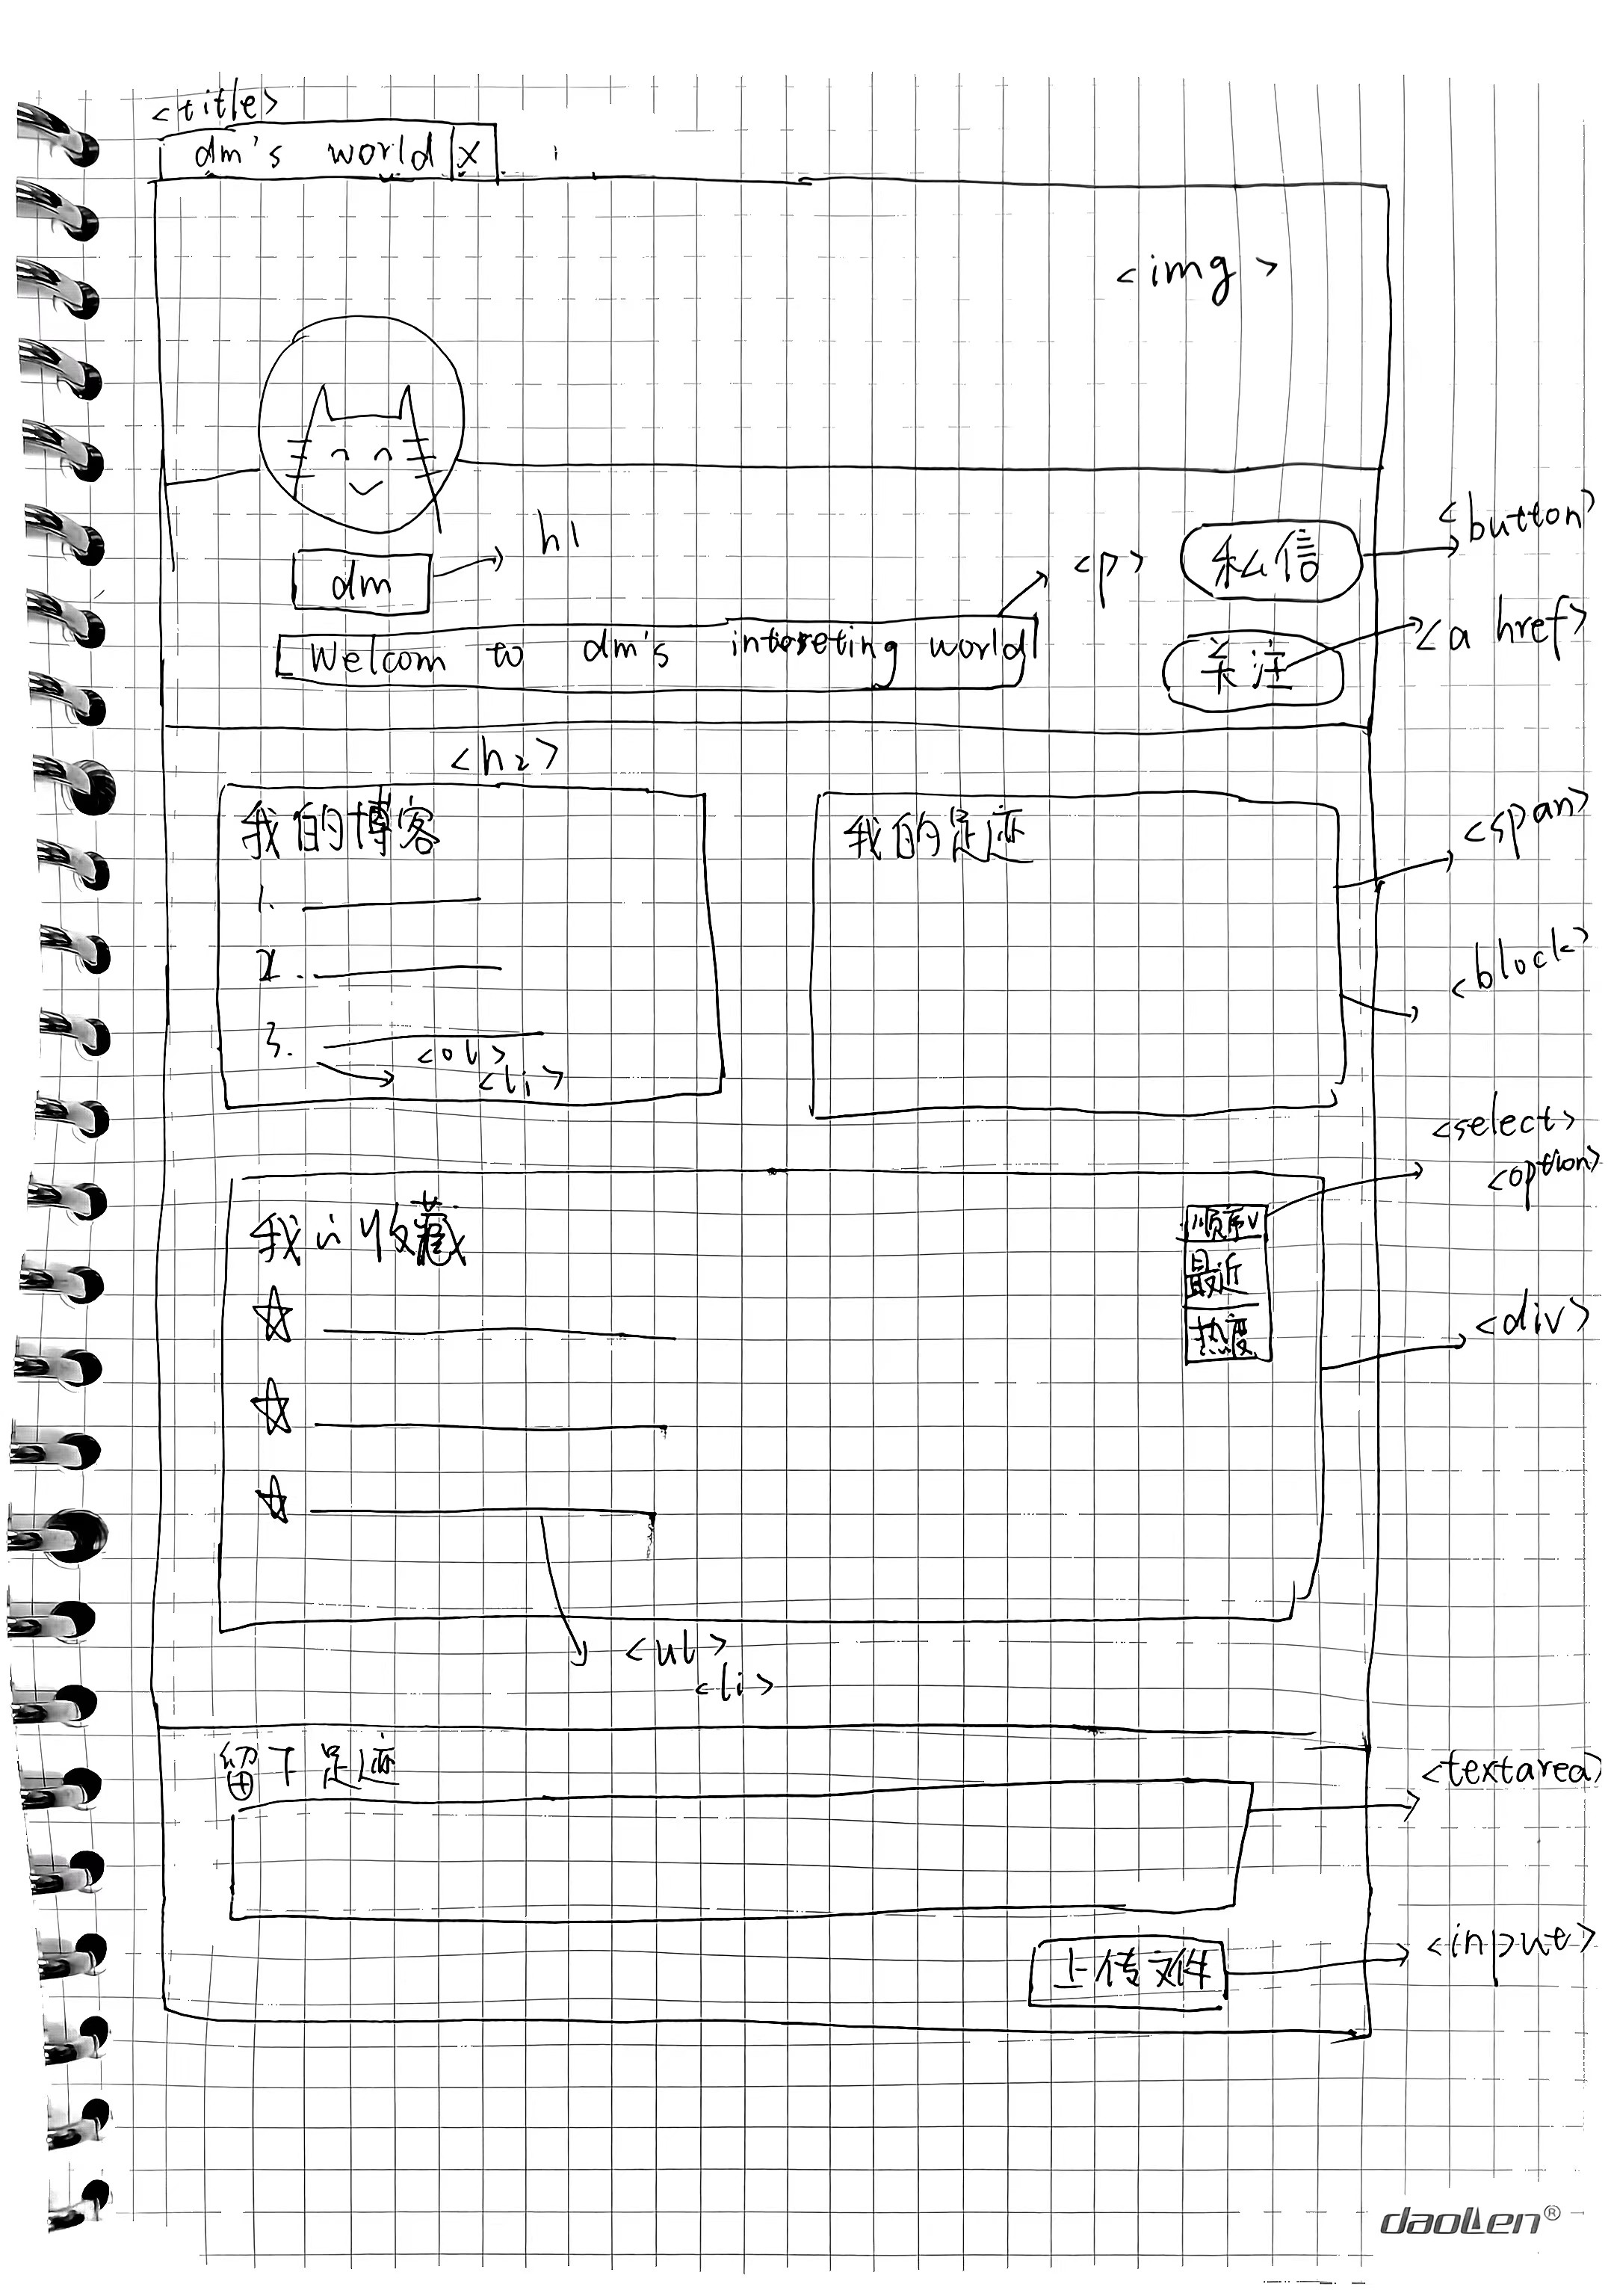 <title>
dm's world x
<img>
<button>
h1
<p>
私信
dm
<a href>
Welcom to dm's intereting world
关注
<h2>
我的博客
我的足迹
<span>
1.
2.
<block>
3.
<ol>
<li>
<select>
<option>
我的收藏
顺序∨
最近
热度
<div>
<ul>
<li>
留下足迹
<textarea>
上传文件
<input>
daolen®